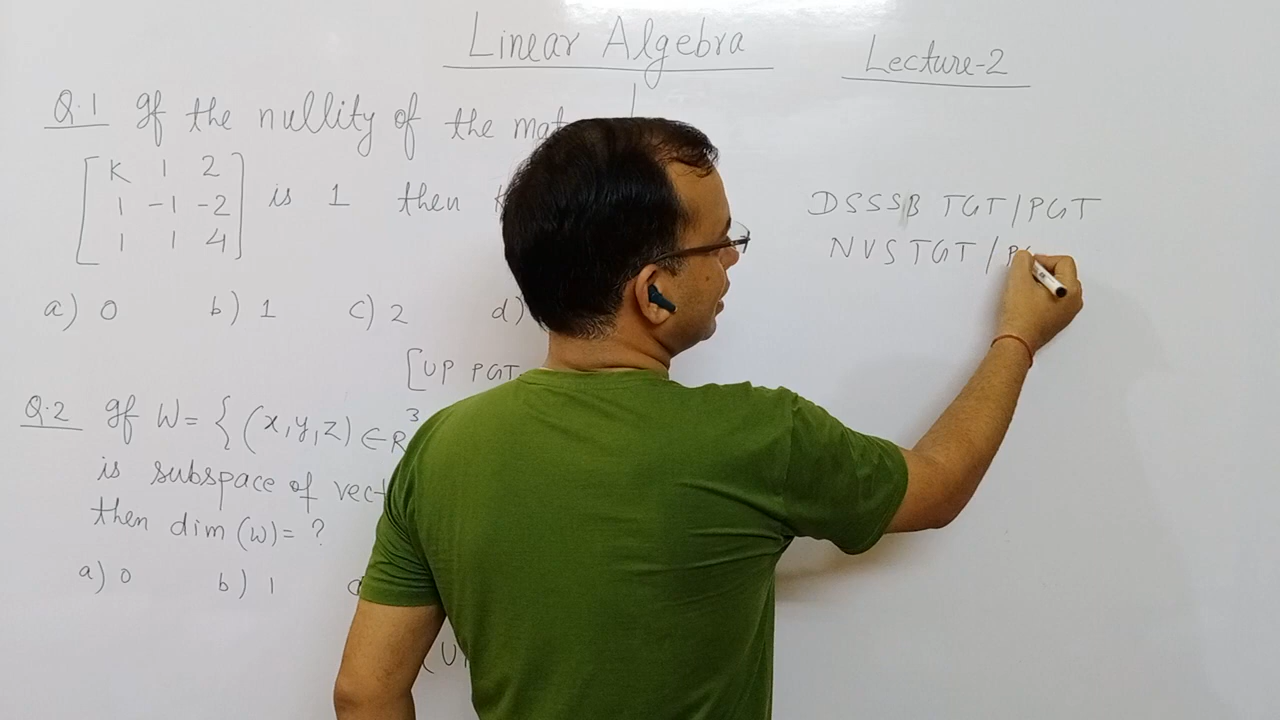 Linear Algebra
Lecture-2
Q.1 If the nullity of the
K 1 2
1 -1 -2
1 1 4
is 1 then
a) 0 b) 1 c) 2 d)
[UP PGT
Q.2 If W = { (x,y,z) ∈ R³
is subspace of
then dim (W) = ?
a) 0 b) 1
DSSSB TGT/PGT
NVS TGT /